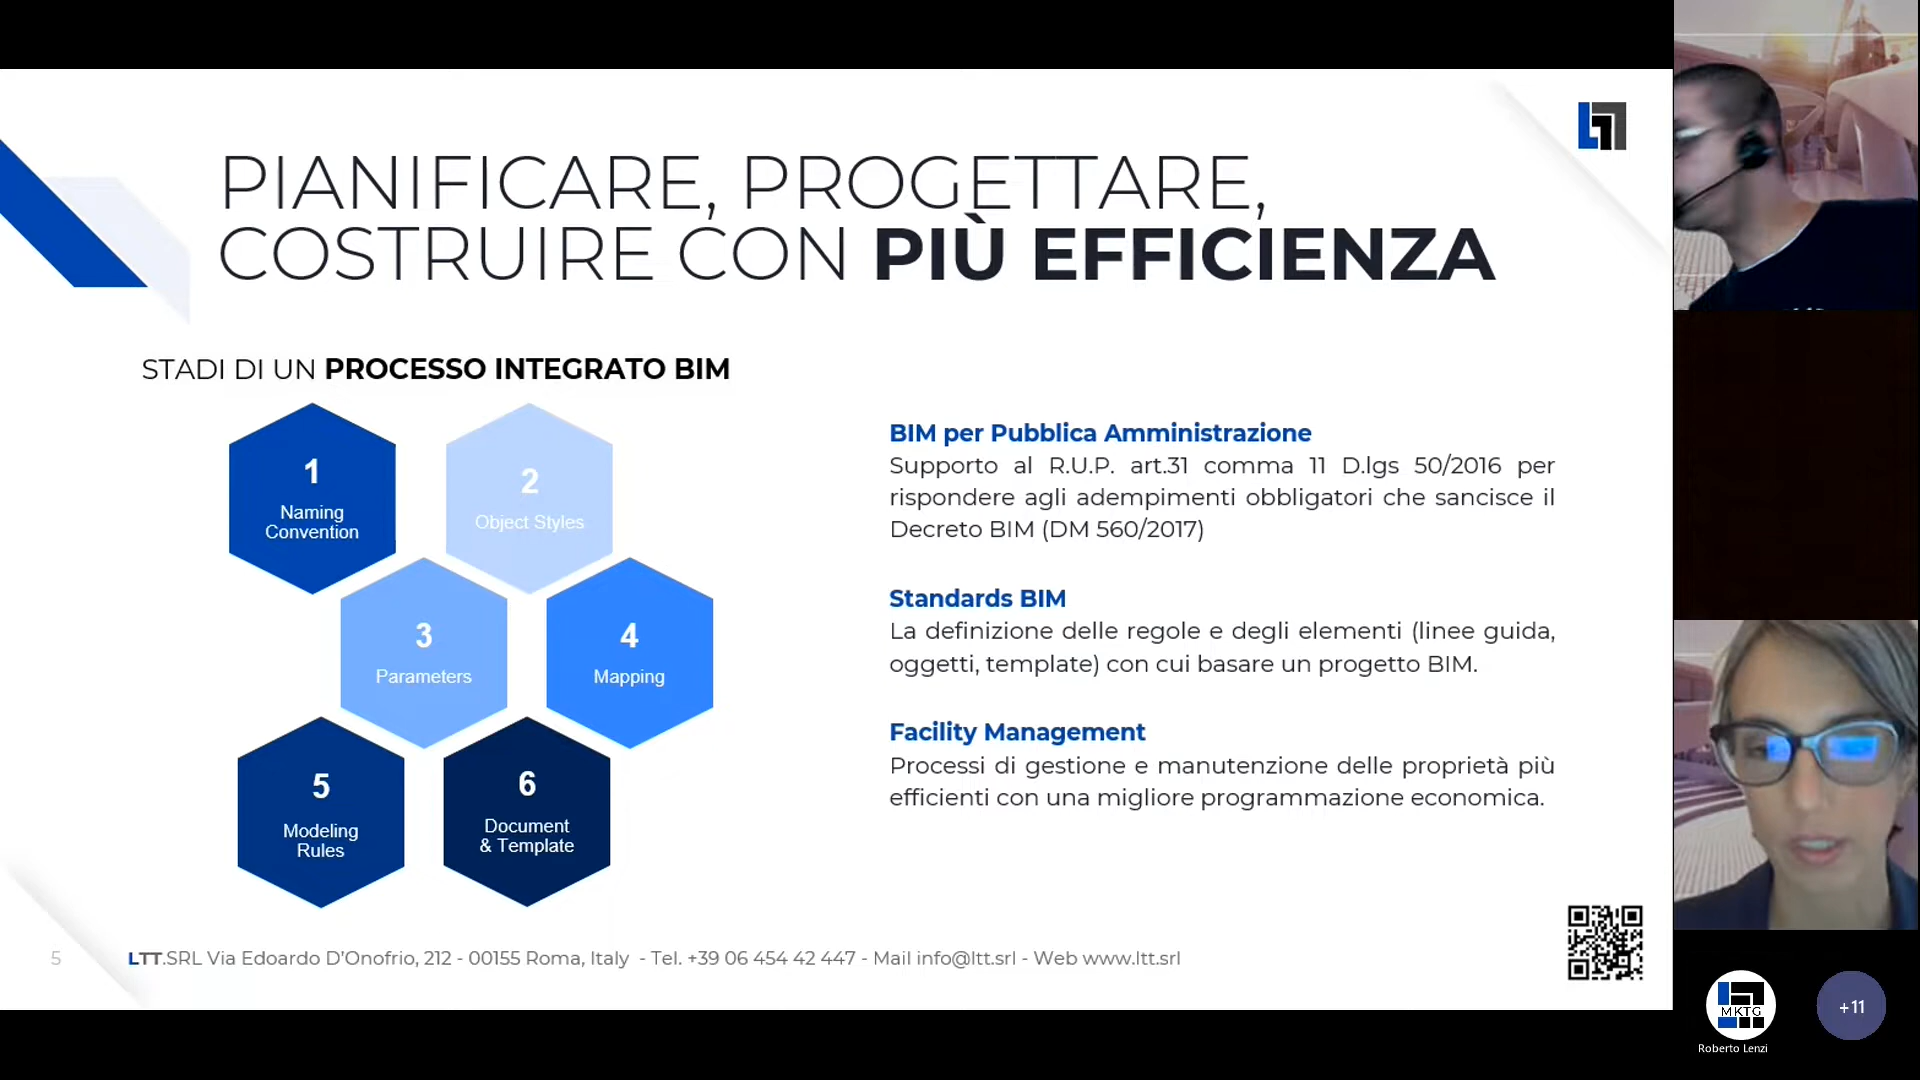 PIANIFICARE, PROGETTARE,
COSTRUIRE CON PIÙ EFFICIENZA
STADI DI UN PROCESSO INTEGRATO BIM
1
Naming
Convention
2
Object Styles
3
Parameters
4
Mapping
5
Modeling
Rules
6
Document
& Template
BIM per Pubblica Amministrazione
Supporto al R.U.P. art.31 comma 11 D.lgs 50/2016 per
rispondere agli adempimenti obbligatori che sancisce il
Decreto BIM (DM 560/2017)
Standards BIM
La definizione delle regole e degli elementi (linee guida,
oggetti, template) con cui basare un progetto BIM.
Facility Management
Processi di gestione e manutenzione delle proprietà più
efficienti con una migliore programmazione economica.
5
LTT.SRL Via Edoardo D'Onofrio, 212 - 00155 Roma, Italy - Tel. +39 06 454 42 447 - Mail info@ltt.srl - Web www.ltt.srl
MKTG
Roberto Lenzi
+11